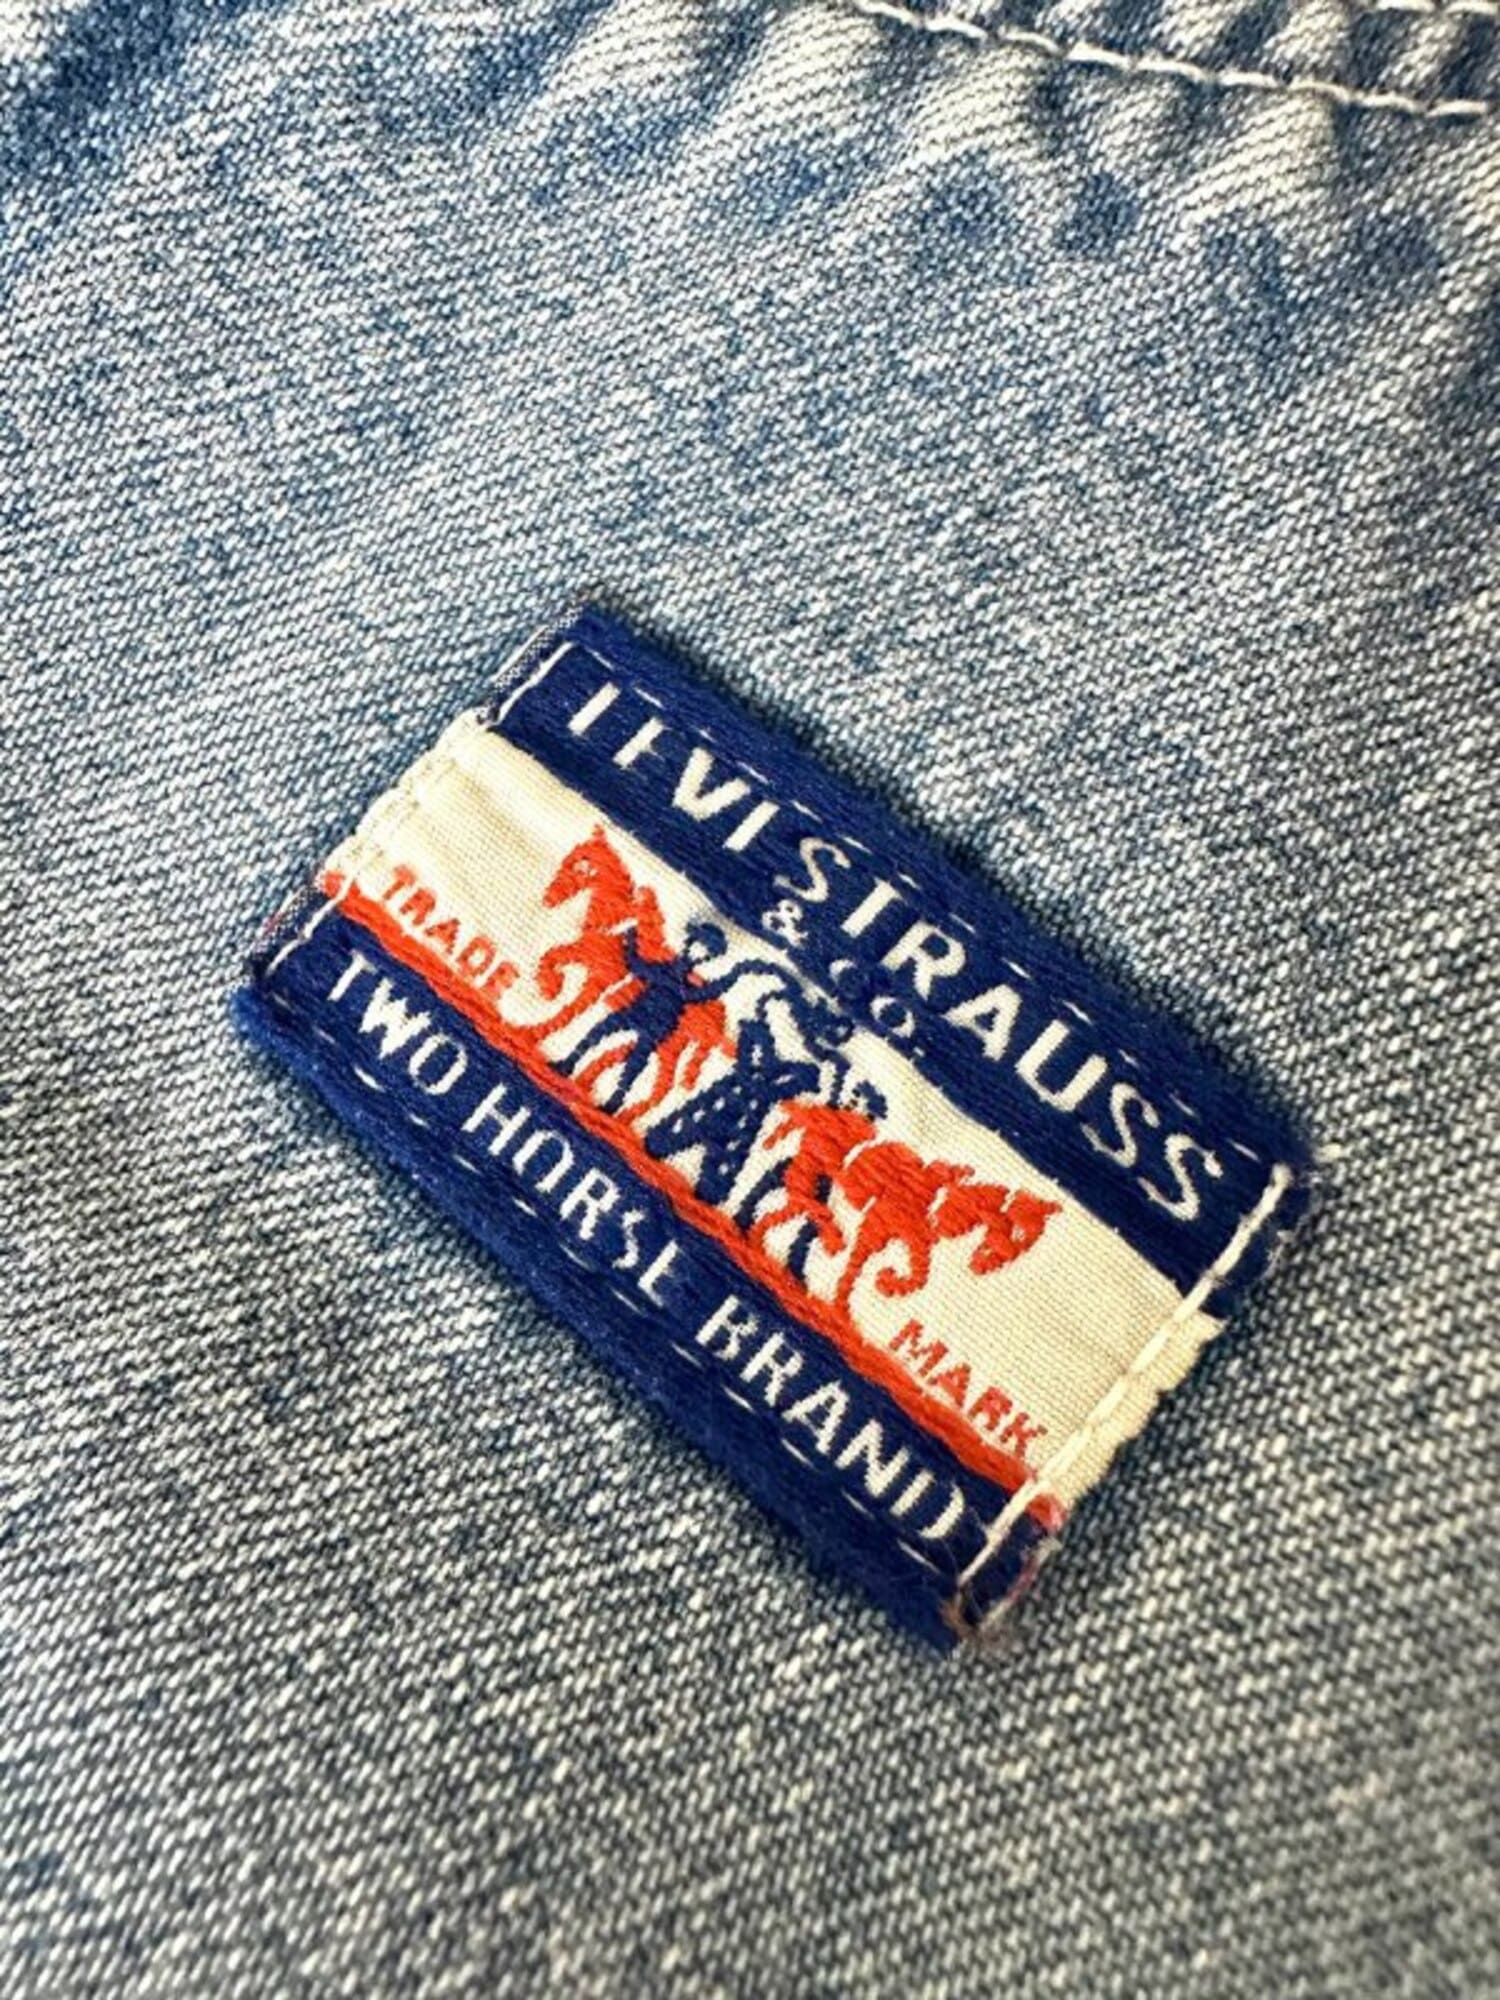 LEVI STRAUSS
& CO.
TRADE MARK
TWO HORSE BRAND